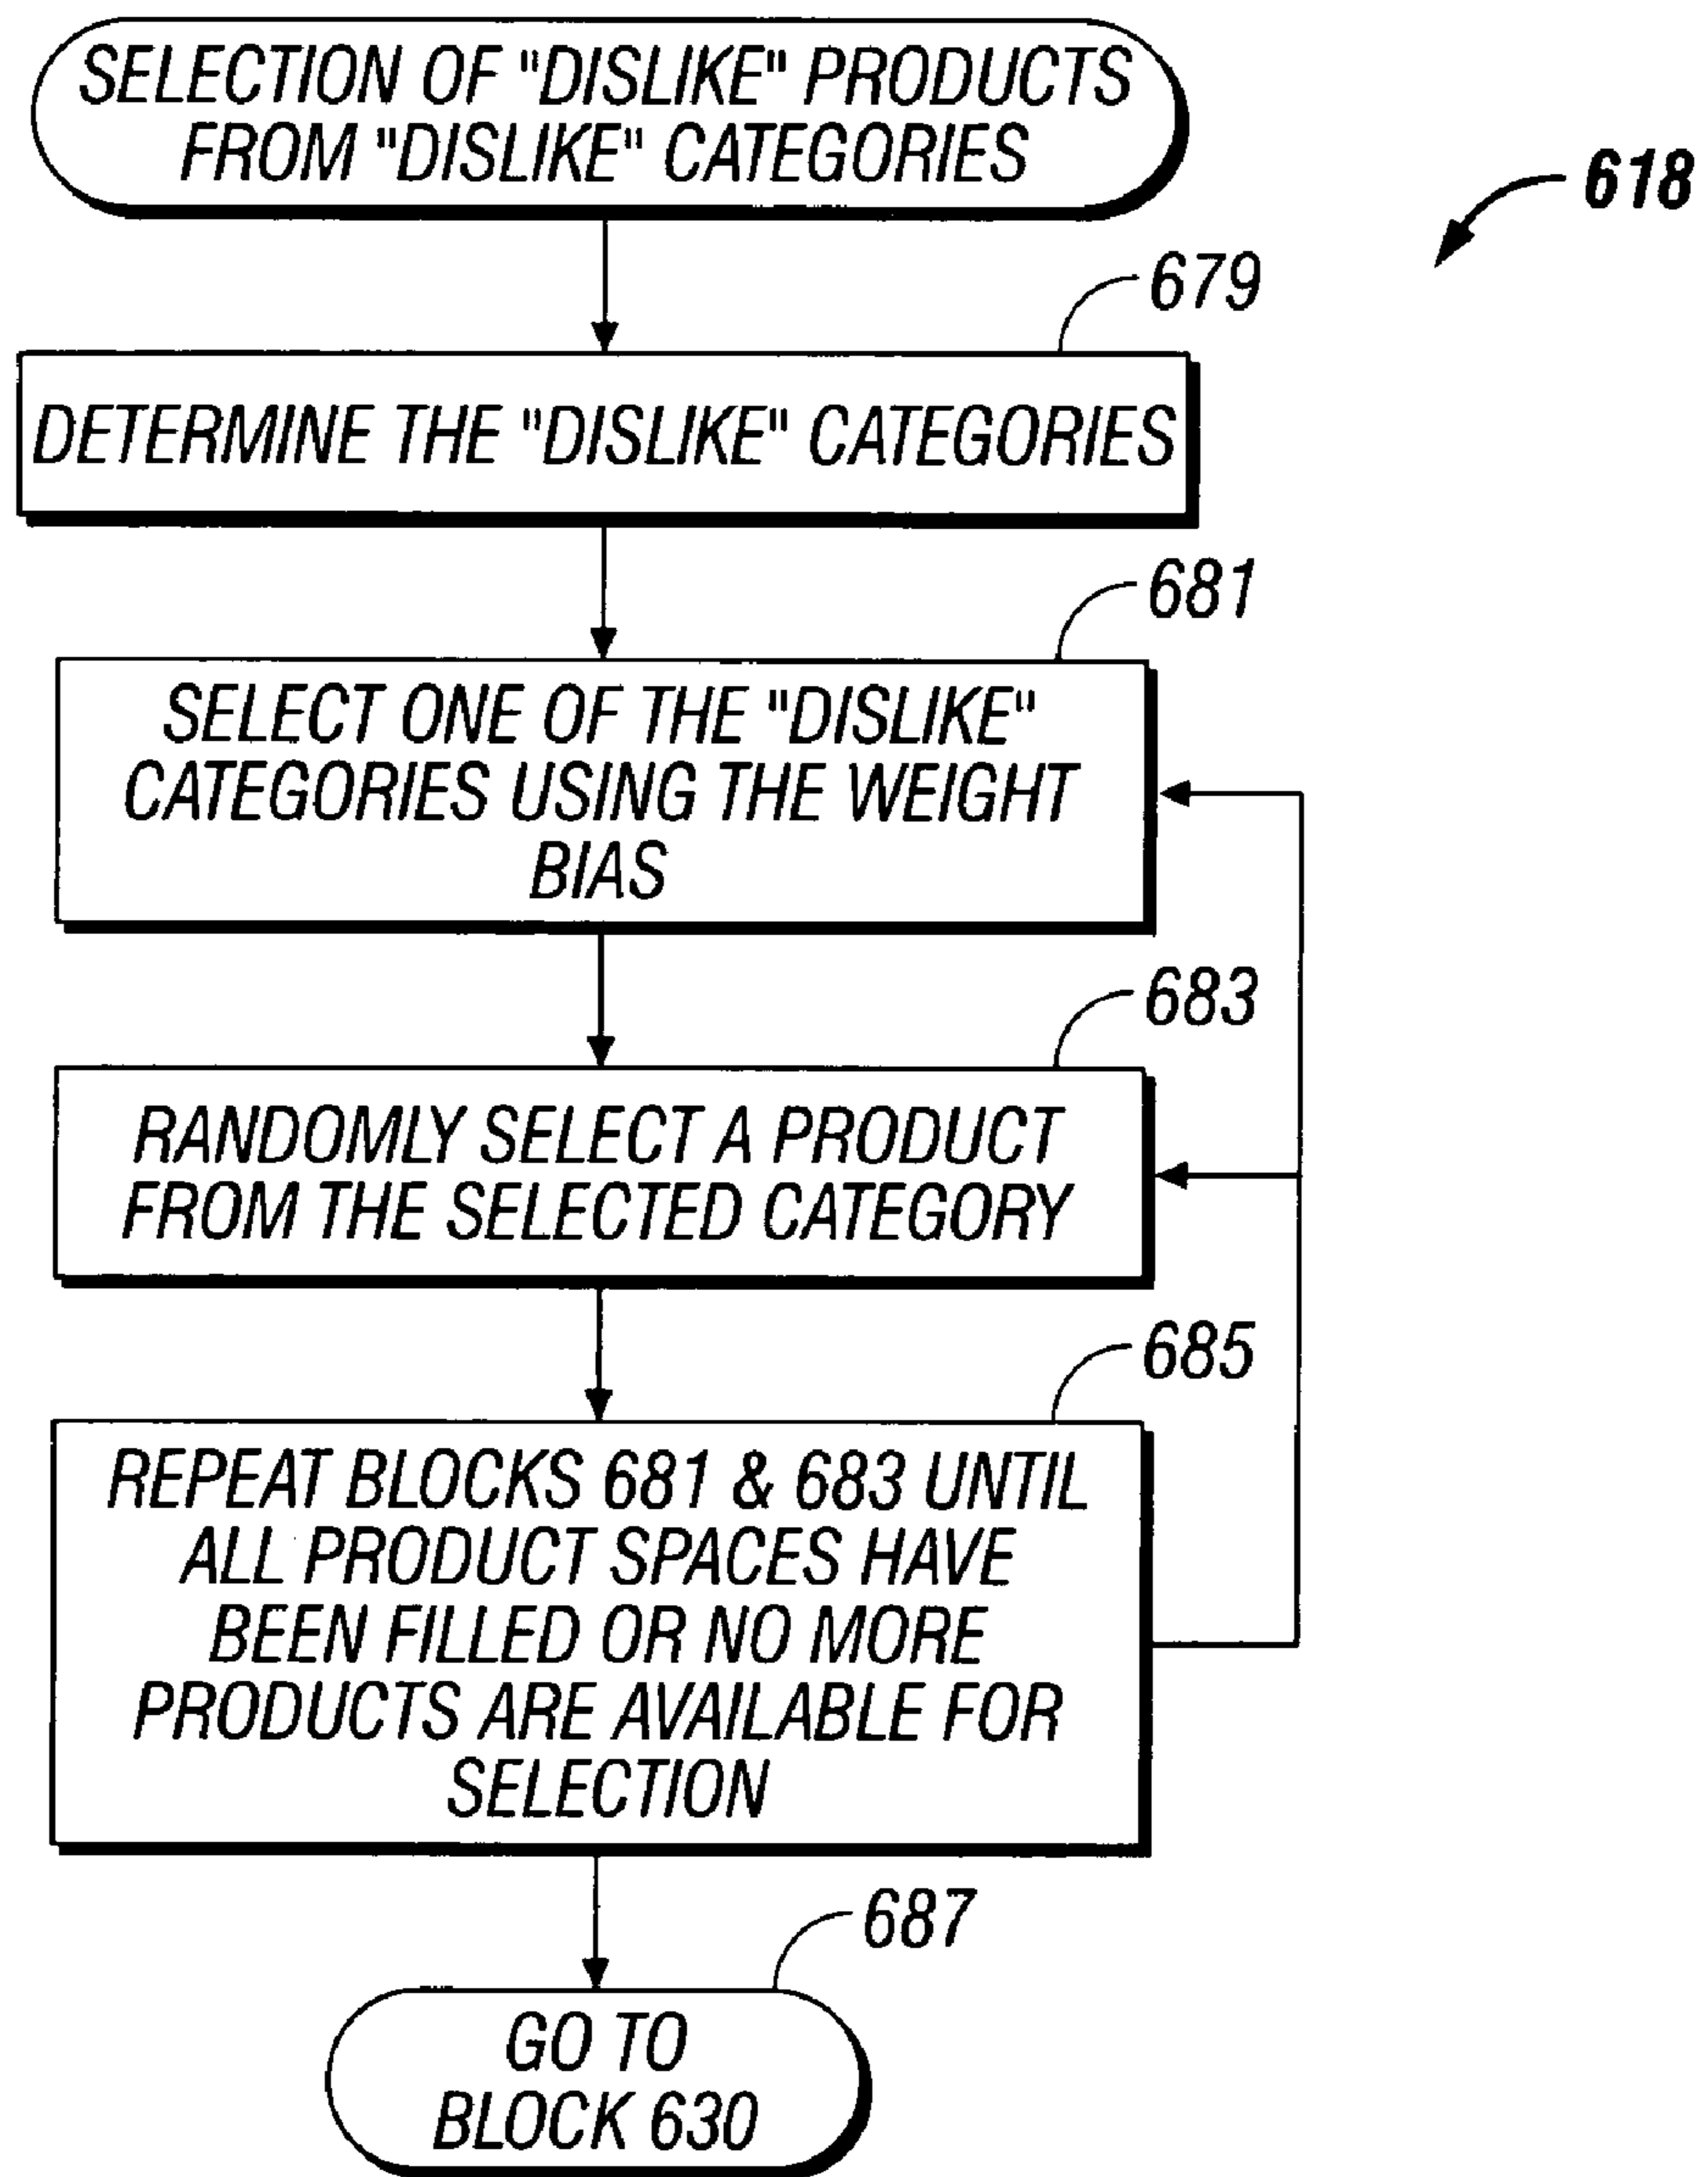 SELECTION OF "DISLIKE" PRODUCTS
FROM "DISLIKE" CATEGORIES
618
679
DETERMINE THE "DISLIKE" CATEGORIES
681
SELECT ONE OF THE "DISLIKE"
CATEGORIES USING THE WEIGHT
BIAS
683
RANDOMLY SELECT A PRODUCT
FROM THE SELECTED CATEGORY
685
REPEAT BLOCKS 681 & 683 UNTIL
ALL PRODUCT SPACES HAVE
BEEN FILLED OR NO MORE
PRODUCTS ARE AVAILABLE FOR
SELECTION
687
GO TO
BLOCK 630